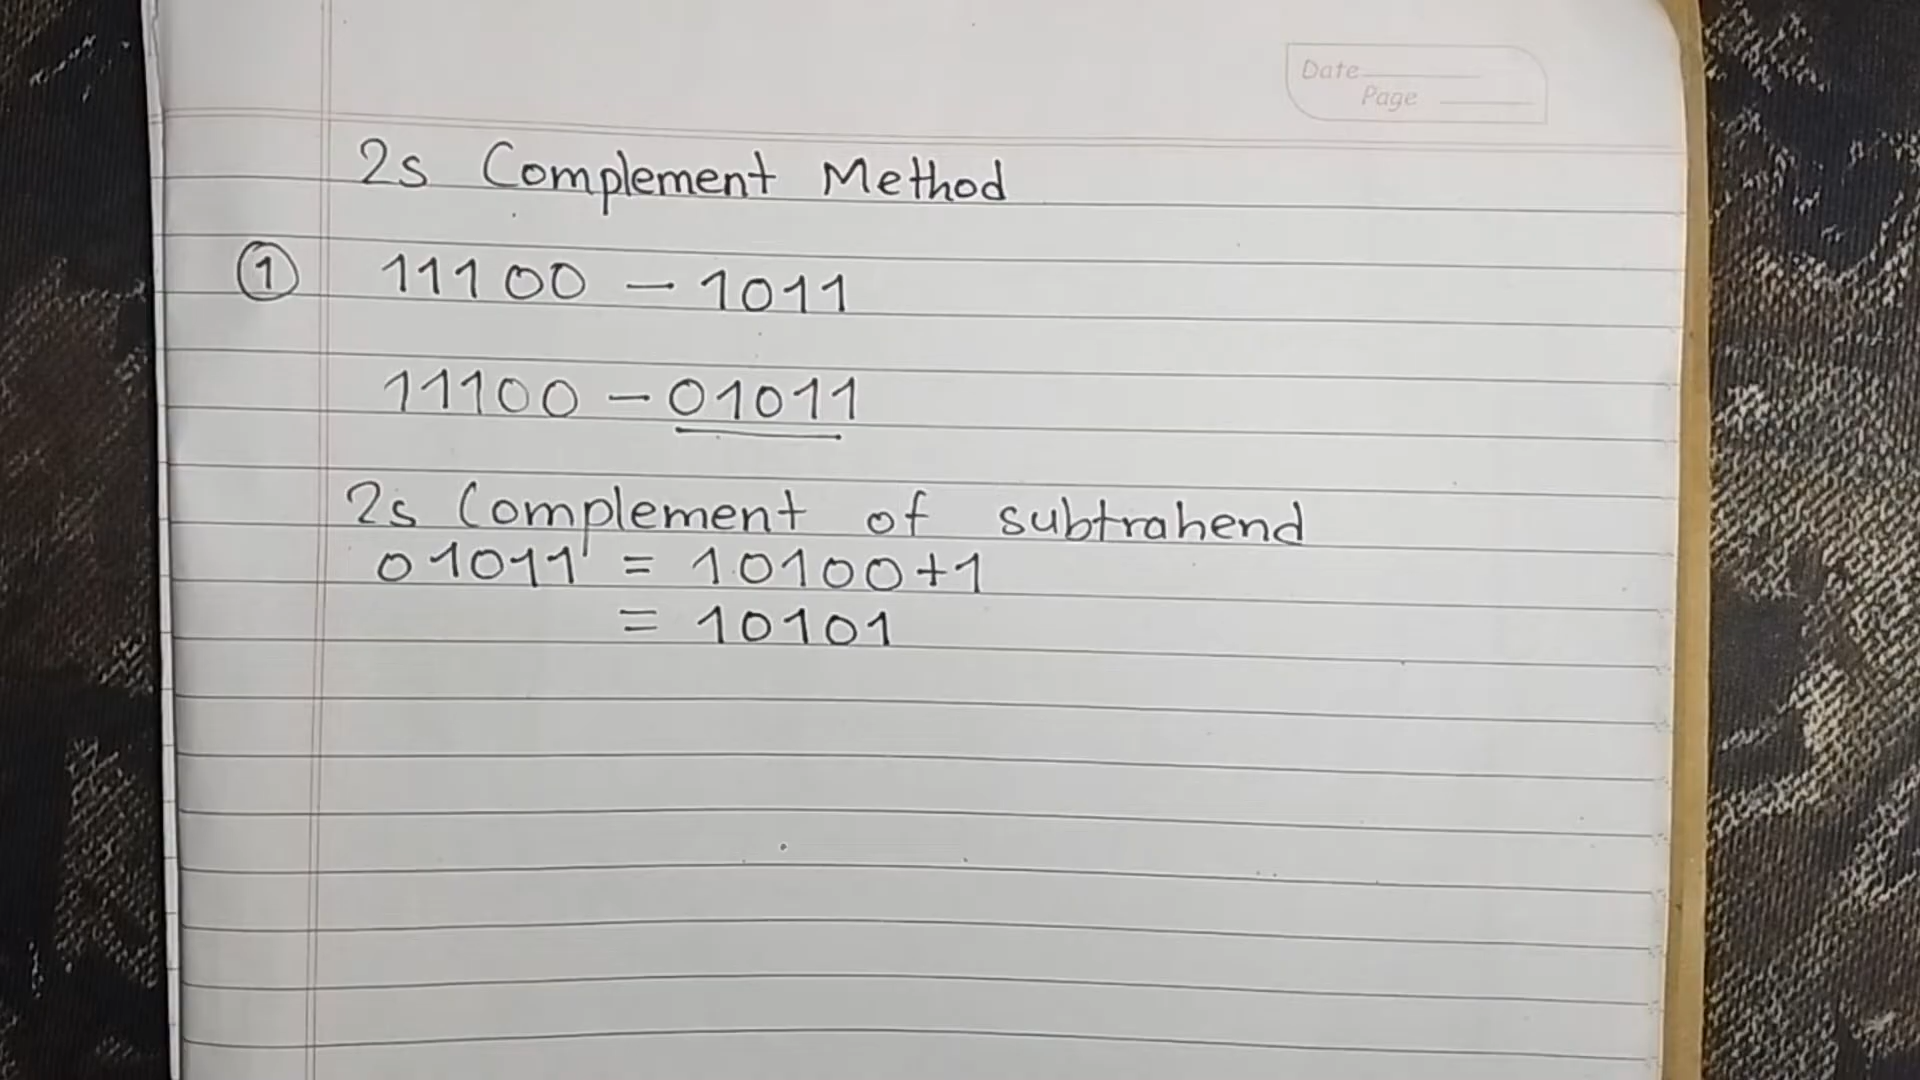 Date
Page
2s Complement Method
① 11100 - 1011
11100 - 01011
2s Complement of subtrahend
01011 = 10100+1
= 10101